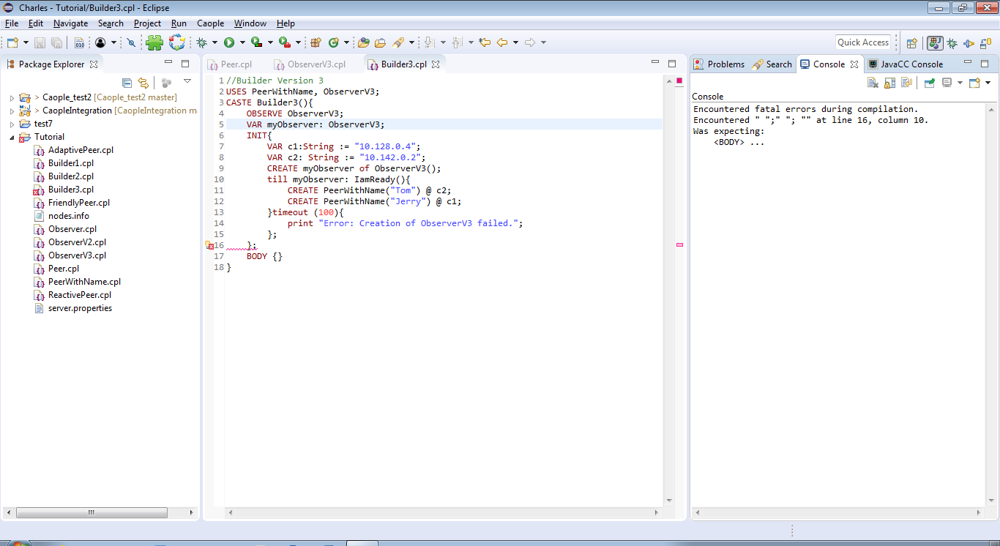 Charles - Tutorial/Builder3.cpl - Eclipse
File Edit Navigate Search Project Run Caople Window Help
Quick Access
Package Explorer
> Caople_test2 [Caople_test2 master]
> CaopleIntegration [CaopleIntegration m
test7
Tutorial
AdaptivePeer.cpl
Builder1.cpl
Builder2.cpl
Builder3.cpl
FriendlyPeer.cpl
nodes.info
Observer.cpl
ObserverV2.cpl
ObserverV3.cpl
Peer.cpl
PeerWithName.cpl
ReactivePeer.cpl
server.properties
Peer.cpl ObserverV3.cpl Builder3.cpl
1 //Builder Version 3
2 USES PeerWithName, ObserverV3;
3 CASTE Builder3(){
4 OBSERVE ObserverV3;
5 VAR myObserver: ObserverV3;
6 INIT{
7 VAR c1:String := "10.128.0.4";
8 VAR c2: String := "10.142.0.2";
9 CREATE myObserver of ObserverV3();
10 till myObserver: IamReady(){
11 CREATE PeerWithName("Tom") @ c2;
12 CREATE PeerWithName("Jerry") @ c1;
13 }timeout (100){
14 print "Error: Creation of ObserverV3 failed.";
15 };
16 };
17 BODY {}
18 }
Problems Search Console JavaCC Console
Console
Encountered fatal errors during compilation.
Encountered " ";" "; "" at line 16, column 10.
Was expecting:
<BODY> ...